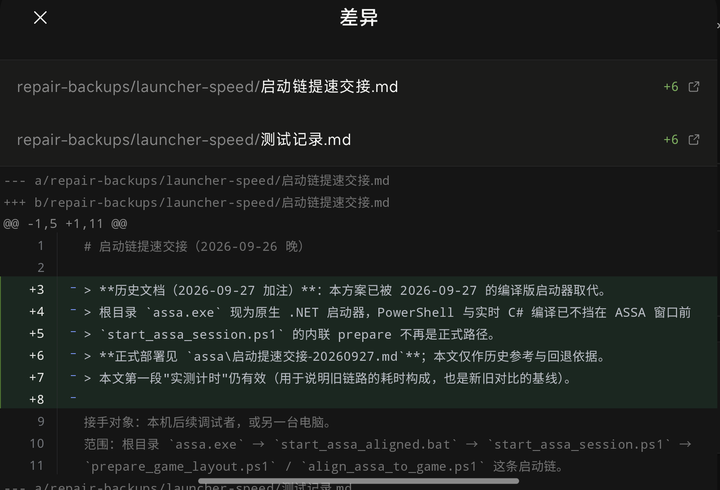 差异
repair-backups/launcher-speed/启动链提速交接.md +6
repair-backups/launcher-speed/测试记录.md +6
--- a/repair-backups/launcher-speed/启动链提速交接.md
+++ b/repair-backups/launcher-speed/启动链提速交接.md
@@ -1,5 +1,11 @@
1 # 启动链提速交接（2026-09-26 晚）
2
+3 - > **历史文档（2026-09-27 加注）**：本方案已被 2026-09-27 的编译版启动器取代。
+4 - > 根目录 `assa.exe` 现为原生 .NET 启动器，PowerShell 与实时 C# 编译已不挡在 ASSA 窗口前
+5 - > `start_assa_session.ps1` 的内联 prepare 不再是正式路径。
+6 - > **正式部署见 `assa\启动提速交接-20260927.md`**；本文仅作历史参考与回退依据。
+7 - > 本文第一段"实测计时"仍有效（用于说明旧链路的耗时构成，也是新旧对比的基线）。
+8 -
9 接手对象：本机后续调试者，或另一台电脑。
10 范围：根目录 `assa.exe` → `start_assa_aligned.bat` → `start_assa_session.ps1` →
11 `prepare_game_layout.ps1` / `align_assa_to_game.ps1` 这条启动链。
--- a/repair-backups/launcher-speed/测试记录.md